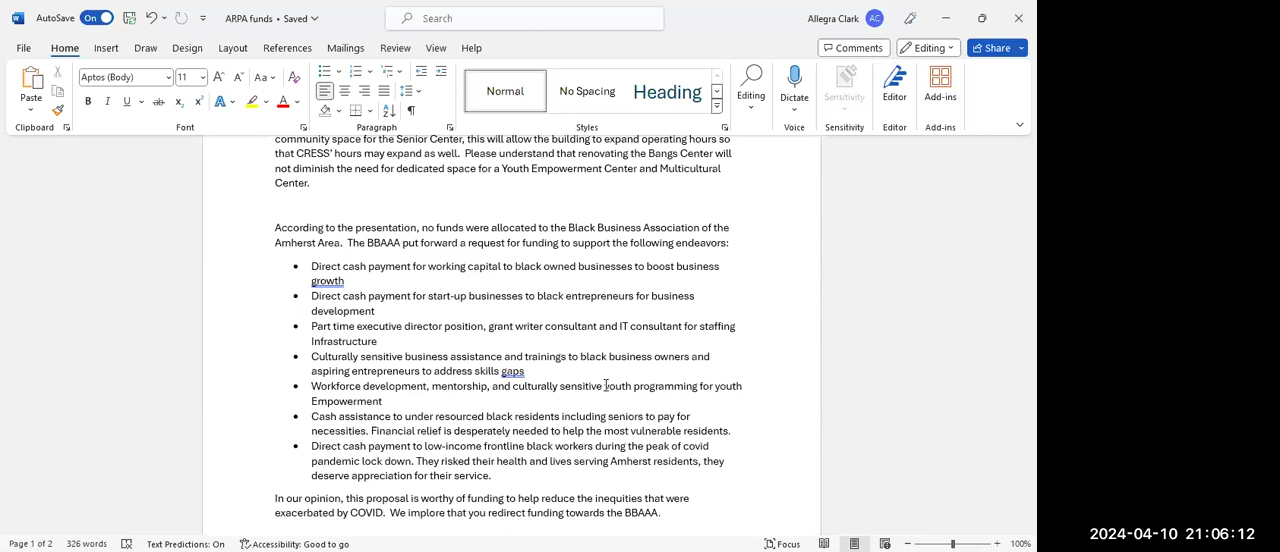 AutoSave On ARPA funds • Saved Search Allegra Clark AC
File Home Insert Draw Design Layout References Mailings Review View Help Comments Editing Share
Aptos (Body) 11 Aa Normal No Spacing Heading
Paste Editing Dictate Sensitivity Editor Add-ins
B I U ab x₂ x² A A
Clipboard Font Paragraph Styles Voice Sensitivity Editor Add-ins
community space for the Senior Center, this will allow the building to expand operating hours so
that CRESS’ hours may expand as well. Please understand that renovating the Bangs Center will
not diminish the need for dedicated space for a Youth Empowerment Center and Multicultural
Center.
According to the presentation, no funds were allocated to the Black Business Association of the
Amherst Area. The BBAAA put forward a request for funding to support the following endeavors:
• Direct cash payment for working capital to black owned businesses to boost business
growth
• Direct cash payment for start-up businesses to black entrepreneurs for business
development
• Part time executive director position, grant writer consultant and IT consultant for staffing
Infrastructure
• Culturally sensitive business assistance and trainings to black business owners and
aspiring entrepreneurs to address skills gaps
• Workforce development, mentorship, and culturally sensitive youth programming for youth
Empowerment
• Cash assistance to under resourced black residents including seniors to pay for
necessities. Financial relief is desperately needed to help the most vulnerable residents.
• Direct cash payment to low-income frontline black workers during the peak of covid
pandemic lock down. They risked their health and lives serving Amherst residents, they
deserve appreciation for their service.
In our opinion, this proposal is worthy of funding to help reduce the inequities that were
exacerbated by COVID. We implore that you redirect funding towards the BBAAA.
2024-04-10 21:06:12
Page 1 of 2 326 words Text Predictions: On Accessibility: Good to go Focus 100%